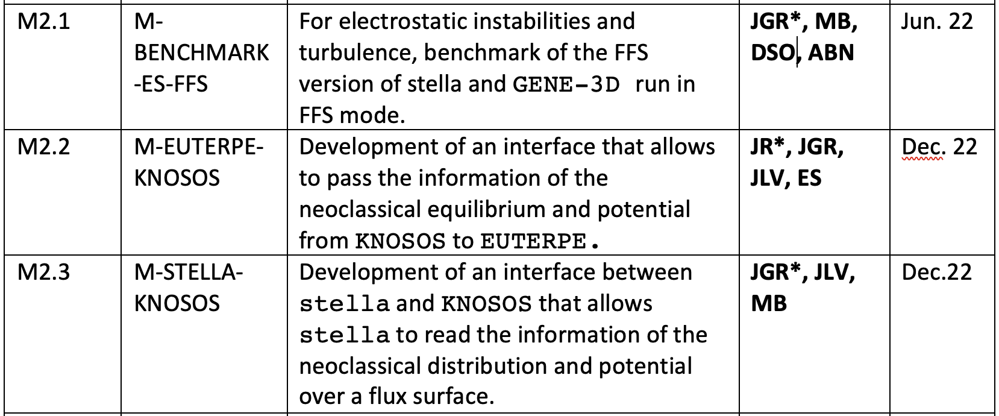 M2.1
M-
BENCHMARK
-ES-FFS
For electrostatic instabilities and
turbulence, benchmark of the FFS
version of stella and GENE-3D run in
FFS mode.
JGR*, MB,
DSO, ABN
Jun. 22
M2.2
M-EUTERPE-
KNOSOS
Development of an interface that allows
to pass the information of the
neoclassical equilibrium and potential
from KNOSOS to EUTERPE.
JR*, JGR,
JLV, ES
Dec. 22
M2.3
M-STELLA-
KNOSOS
Development of an interface between
stella and KNOSOS that allows
stella to read the information of the
neoclassical distribution and potential
over a flux surface.
JGR*, JLV,
MB
Dec.22